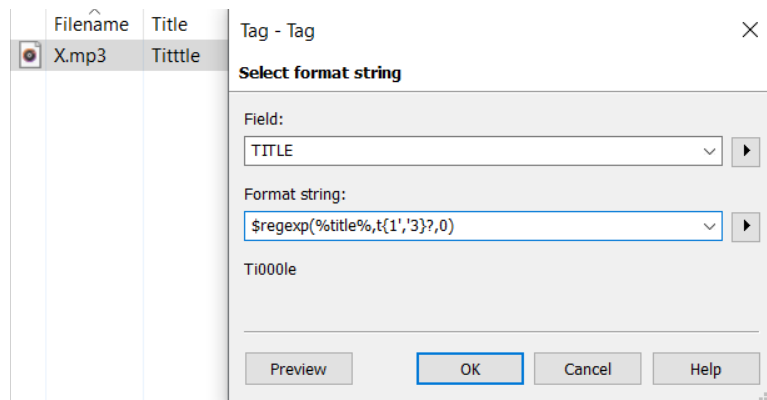 Filename Title
X.mp3 Titttle
Tag - Tag
Select format string
Field:
TITLE
Format string:
$regexp(%title%,t{1','3}?,0)
Ti000le
Preview OK Cancel Help